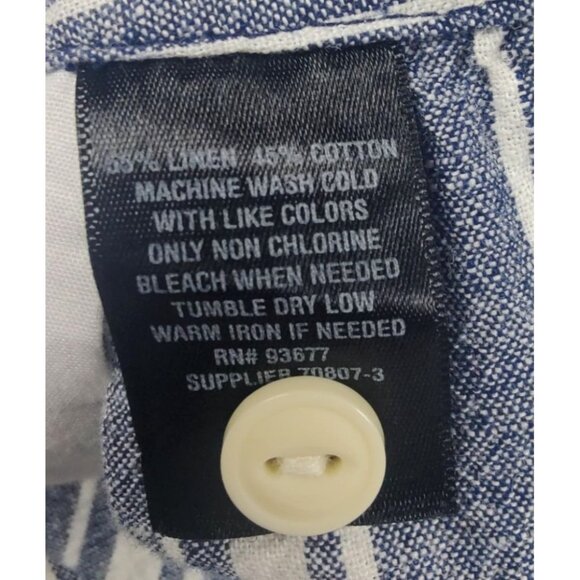 55% LINEN 45% COTTON
MACHINE WASH COLD
WITH LIKE COLORS
ONLY NON CHLORINE
BLEACH WHEN NEEDED
TUMBLE DRY LOW
WARM IRON IF NEEDED
RN# 93677
SUPPLIER 70807-3